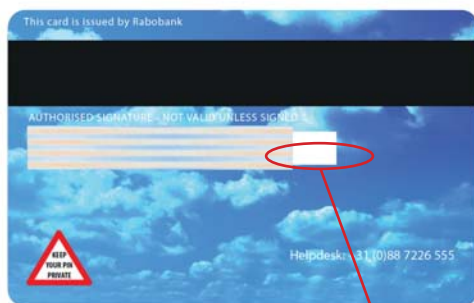 This card is issued by Rabobank
AUTHORISED SIGNATURE - NOT VALID UNLESS SIGNED
KEEP
YOUR PIN
PRIVATE
Helpdesk: +31 (0)88 7226 555